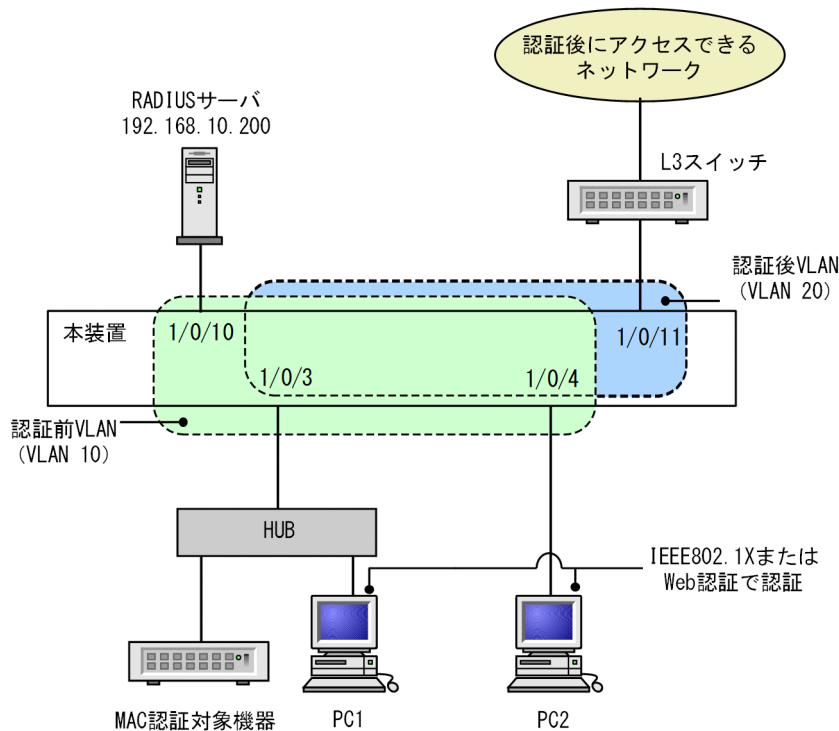 認証後にアクセスできる
ネットワーク
RADIUSサーバ
192.168.10.200
L3スイッチ
認証後VLAN
(VLAN 20)
本装置
1/0/10
1/0/11
1/0/3
1/0/4
認証前VLAN
(VLAN 10)
HUB
IEEE802.1Xまたは
Web認証で認証
MAC認証対象機器
PC1
PC2